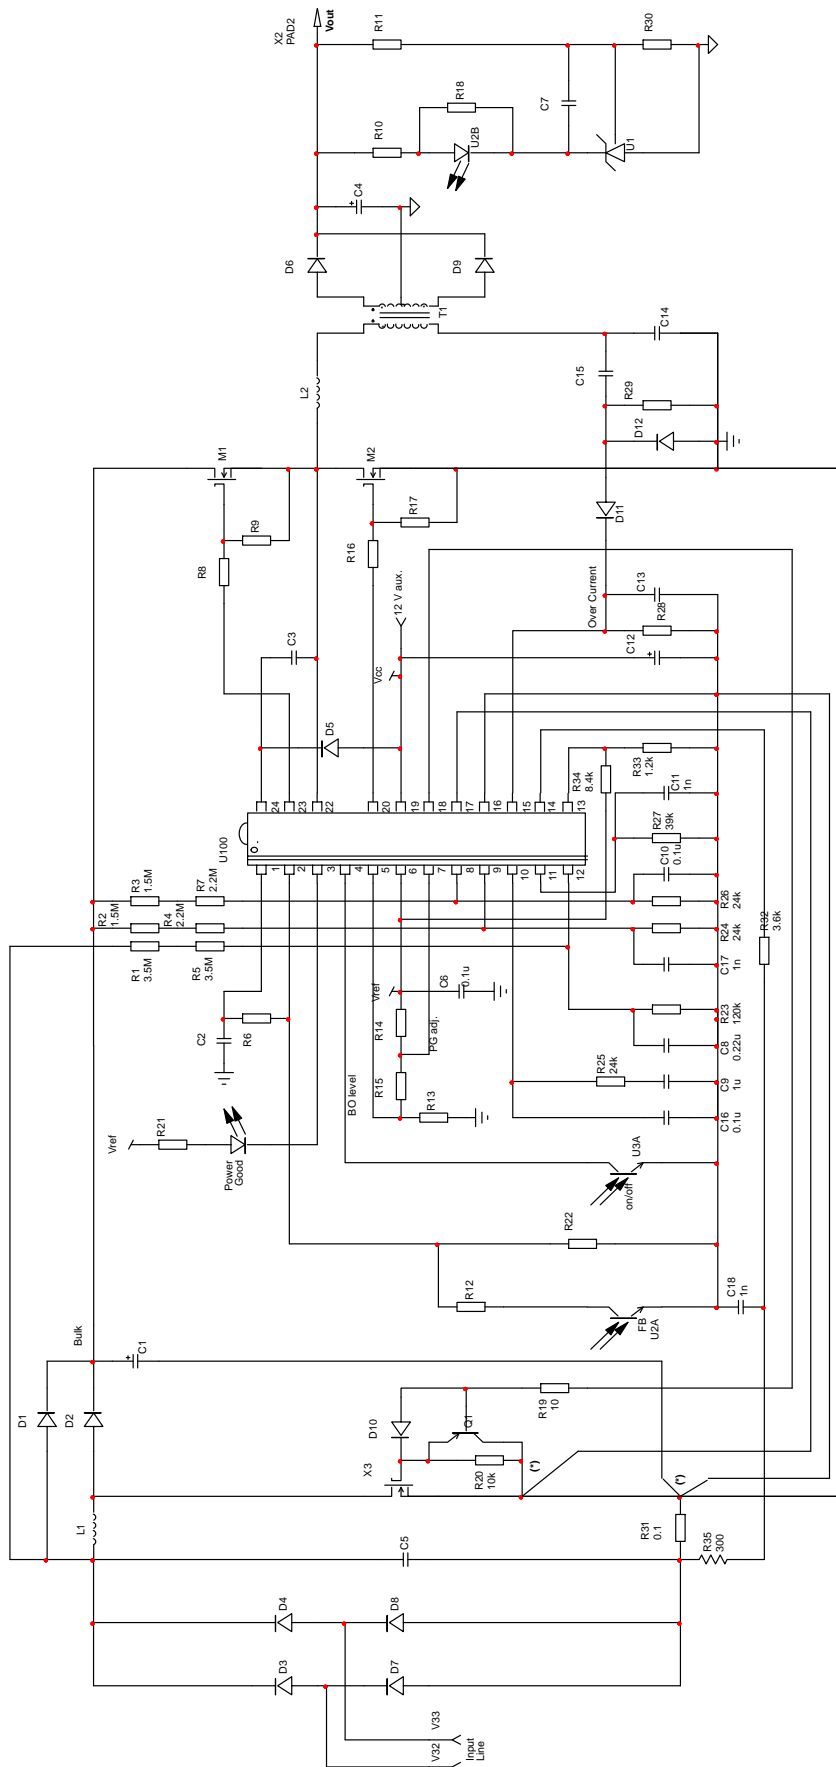 X2
PAD2
Vout
R11
R30
R18
C7
R10
U2B
U1
C4
D6
D9
T1
L2
C15
C14
R29
D12
M1
M2
R9
R17
R8
R16
D11
12 V aux.
Over Current
C13
R28
C12
C3
Vcc
D5
R34
8.4k
R33
1.2k
C11
1n
R27
39k
C10
0.1u
U100
24
23
22
20
19
18
17
16
15
14
13
1
2
3
4
5
6
7
8
9
10
11
12
R3
1.5M
R7
2.2M
R2
1.5M
R4
2.2M
R1
3.5M
R5
3.5M
R26
24k
R24
24k
R32
3.6k
C17
1n
C2
R6
Vref
C6
0.1u
R14
PG adj.
R15
R13
BO level
R23
120k
C8
0.22u
R25
24k
C9
1u
C16
0.1u
Vref
R21
Power
Good
U3A
on/off
R22
R12
FB
U2A
C18
1n
Bulk
C1
D1
D2
D10
Q1
R19
10
X3
R20
10k
(*)
(*)
L1
C5
R31
0.1
R35
300
D4
D8
D3
D7
V33
V32
Input
Line